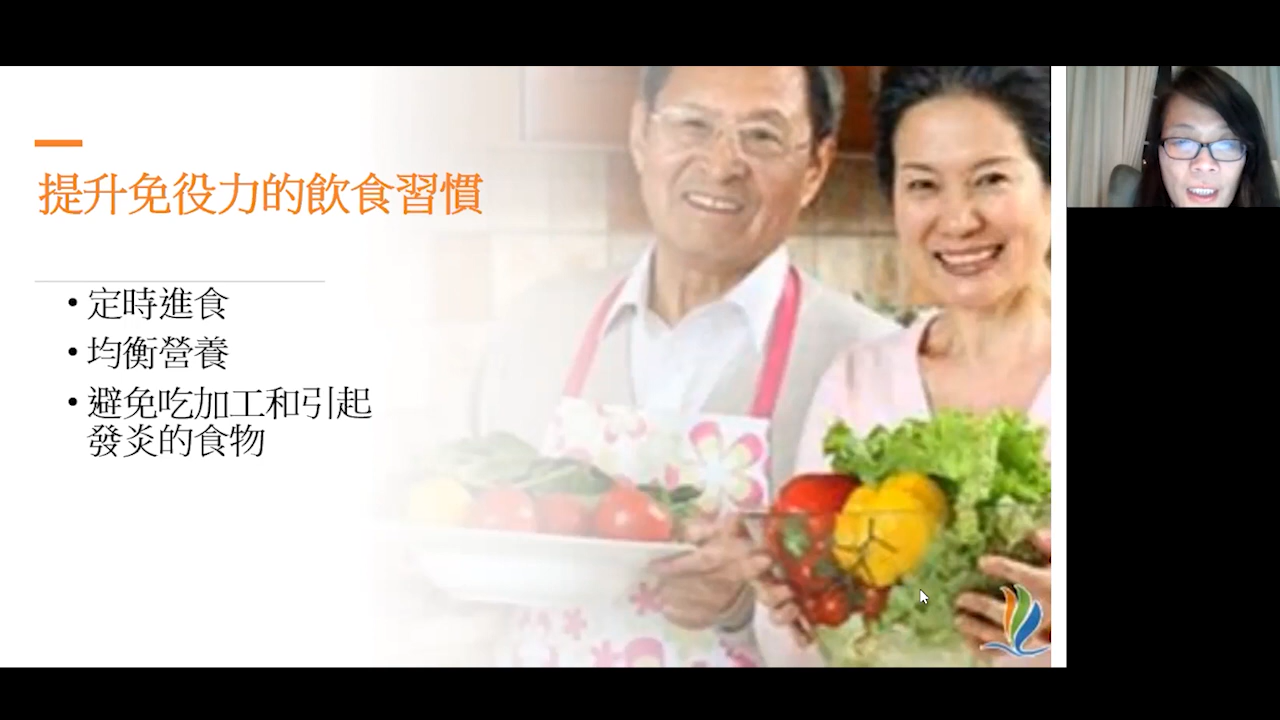 提升免役力的飲食習慣
• 定時進食
• 均衡營養
• 避免吃加工和引起
發炎的食物